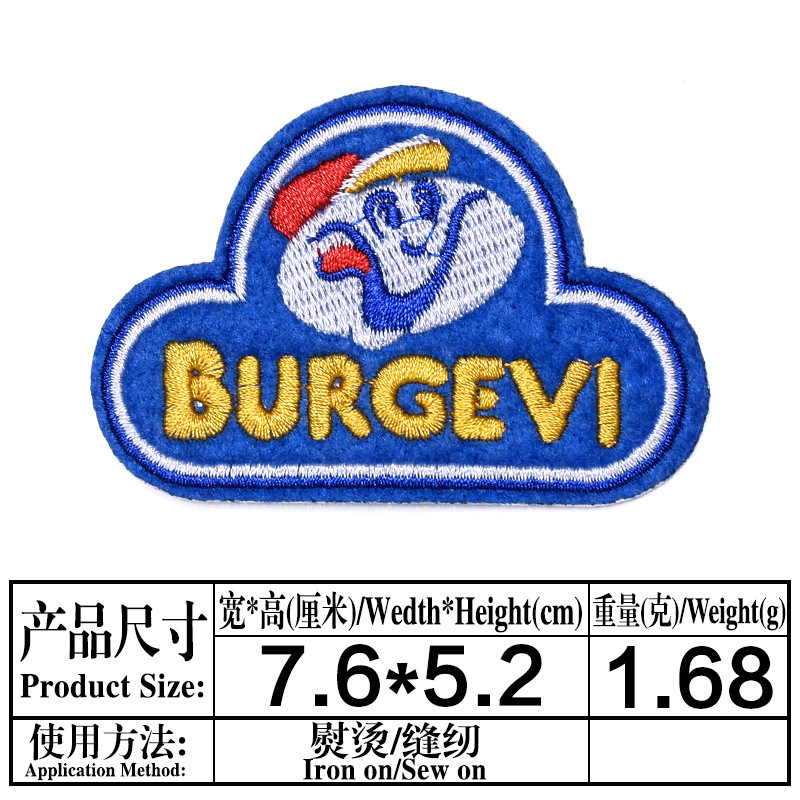 BURGEVI
产品尺寸
Product Size:
宽*高(厘米)/Wedth*Height(cm)
重量(克)/Weight(g)
7.6*5.2
1.68
使用方法:
Application Method:
熨烫/缝纫
Iron on/Sew on